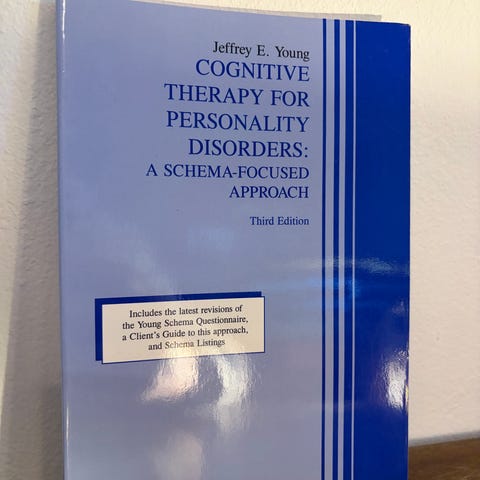 Jeffrey E. Young
COGNITIVE
THERAPY FOR
PERSONALITY
DISORDERS:
A SCHEMA-FOCUSED
APPROACH
Third Edition
Includes the latest revisions of
the Young Schema Questionnaire,
a Client's Guide to this approach,
and Schema Listings